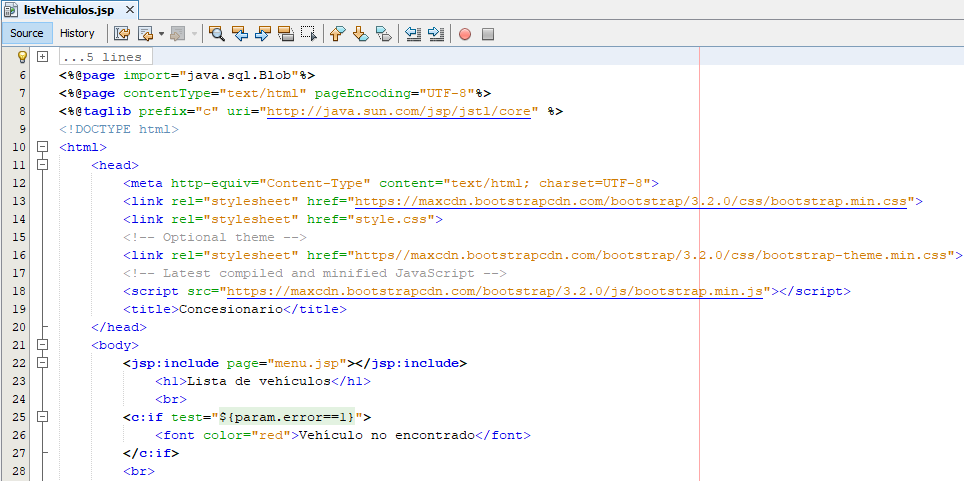 listVehiculos.jsp
Source History
...5 lines
6 <%@page import="java.sql.Blob"%>
7 <%@page contentType="text/html" pageEncoding="UTF-8"%>
8 <%@taglib prefix="c" uri="http://java.sun.com/jsp/jstl/core" %>
9 <!DOCTYPE html>
10 <html>
11 <head>
12 <meta http-equiv="Content-Type" content="text/html; charset=UTF-8">
13 <link rel="stylesheet" href="https://maxcdn.bootstrapcdn.com/bootstrap/3.2.0/css/bootstrap.min.css">
14 <link rel="stylesheet" href="style.css">
15 <!-- Optional theme -->
16 <link rel="stylesheet" href="https//maxcdn.bootstrapcdn.com/bootstrap/3.2.0/css/bootstrap-theme.min.css">
17 <!-- Latest compiled and minified JavaScript -->
18 <script src="https://maxcdn.bootstrapcdn.com/bootstrap/3.2.0/js/bootstrap.min.js"></script>
19 <title>Concesionario</title>
20 </head>
21 <body>
22 <jsp:include page="menu.jsp"></jsp:include>
23 <h1>Lista de vehículos</h1>
24 <br>
25 <c:if test="${param.error==1}">
26 <font color="red">Vehículo no encontrado</font>
27 </c:if>
28 <br>